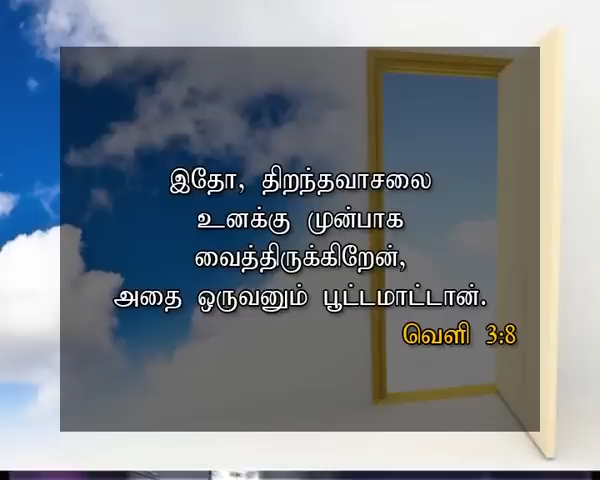 இதோ, திறந்தவாசலை
உனக்கு முன்பாக
வைத்திருக்கிறேன்,
அதை ஒருவனும் பூட்டமாட்டான்.
வெளி 3:8